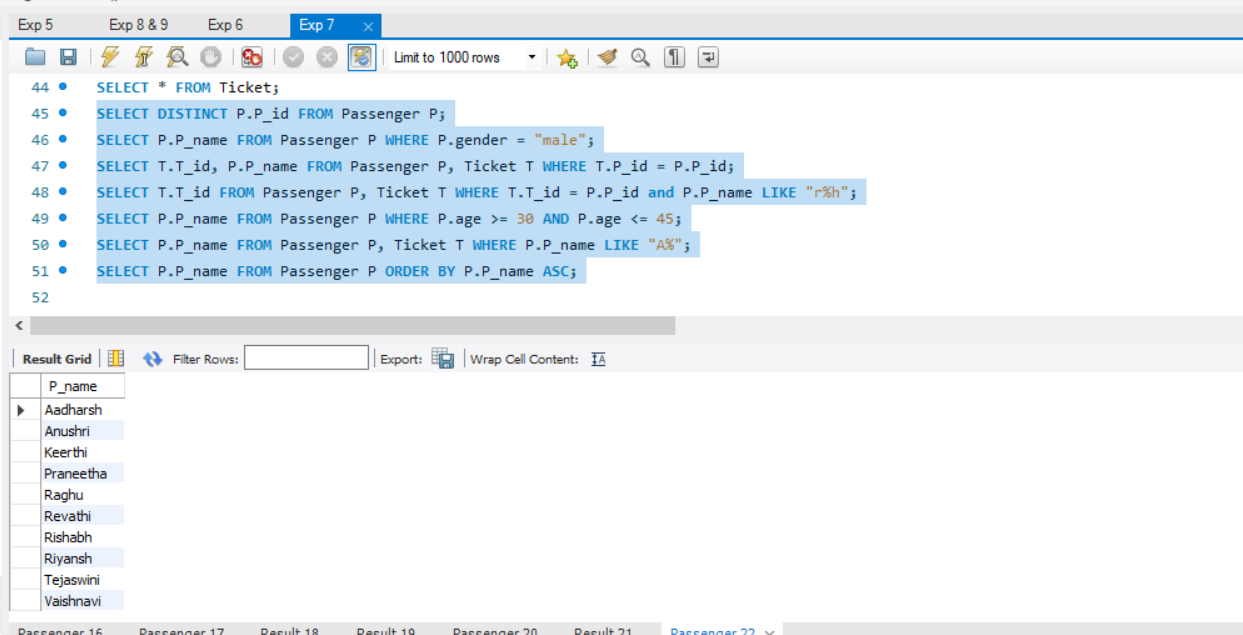 Exp 5 Exp 8 & 9 Exp 6 Exp 7
Limit to 1000 rows
44 SELECT * FROM Ticket;
45 SELECT DISTINCT P.P_id FROM Passenger P;
46 SELECT P.P_name FROM Passenger P WHERE P.gender = "male";
47 SELECT T.T_id, P.P_name FROM Passenger P, Ticket T WHERE T.P_id = P.P_id;
48 SELECT T.T_id FROM Passenger P, Ticket T WHERE T.T_id = P.P_id and P.P_name LIKE "r%h";
49 SELECT P.P_name FROM Passenger P WHERE P.age >= 30 AND P.age <= 45;
50 SELECT P.P_name FROM Passenger P, Ticket T WHERE P.P_name LIKE "A%";
51 SELECT P.P_name FROM Passenger P ORDER BY P.P_name ASC;
52
Result Grid Filter Rows: Export: Wrap Cell Content:
P_name
Aadharsh
Anushri
Keerthi
Praneetha
Raghu
Revathi
Rishabh
Riyansh
Tejaswini
Vaishnavi
Passenger 16 Passenger 17 Result 18 Result 19 Passenger 20 Result 21 Passenger 22